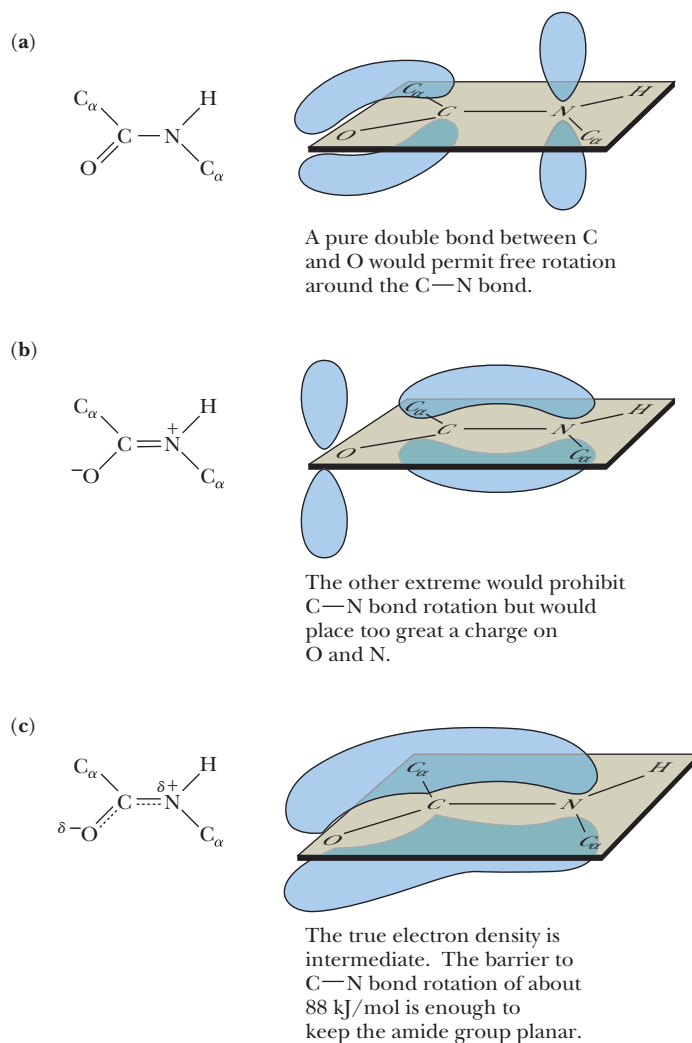 (a)
Cα
H
C
N
O
Cα
Cα
C
N
H
O
Cα
A pure double bond between C
and O would permit free rotation
around the C—N bond.
(b)
Cα
H
C
+
N
−O
Cα
Cα
C
N
H
O
Cα
The other extreme would prohibit
C—N bond rotation but would
place too great a charge on
O and N.
(c)
Cα
H
δ+
C
N
δ−O
Cα
Cα
C
N
H
O
Cα
The true electron density is
intermediate. The barrier to
C—N bond rotation of about
88 kJ/mol is enough to
keep the amide group planar.